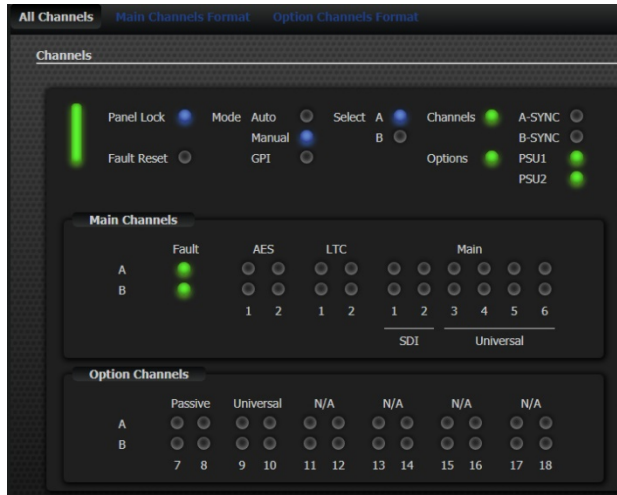 All Channels Main Channels Format Option Channels Format
Channels
Panel Lock Mode Auto Select A Channels A-SYNC
Manual B B-SYNC
Fault Reset GPI Options PSU1
PSU2
Main Channels
Fault AES LTC Main
A
B
1 2 1 2 1 2 3 4 5 6
SDI Universal
Option Channels
Passive Universal N/A N/A N/A N/A
A
B
7 8 9 10 11 12 13 14 15 16 17 18